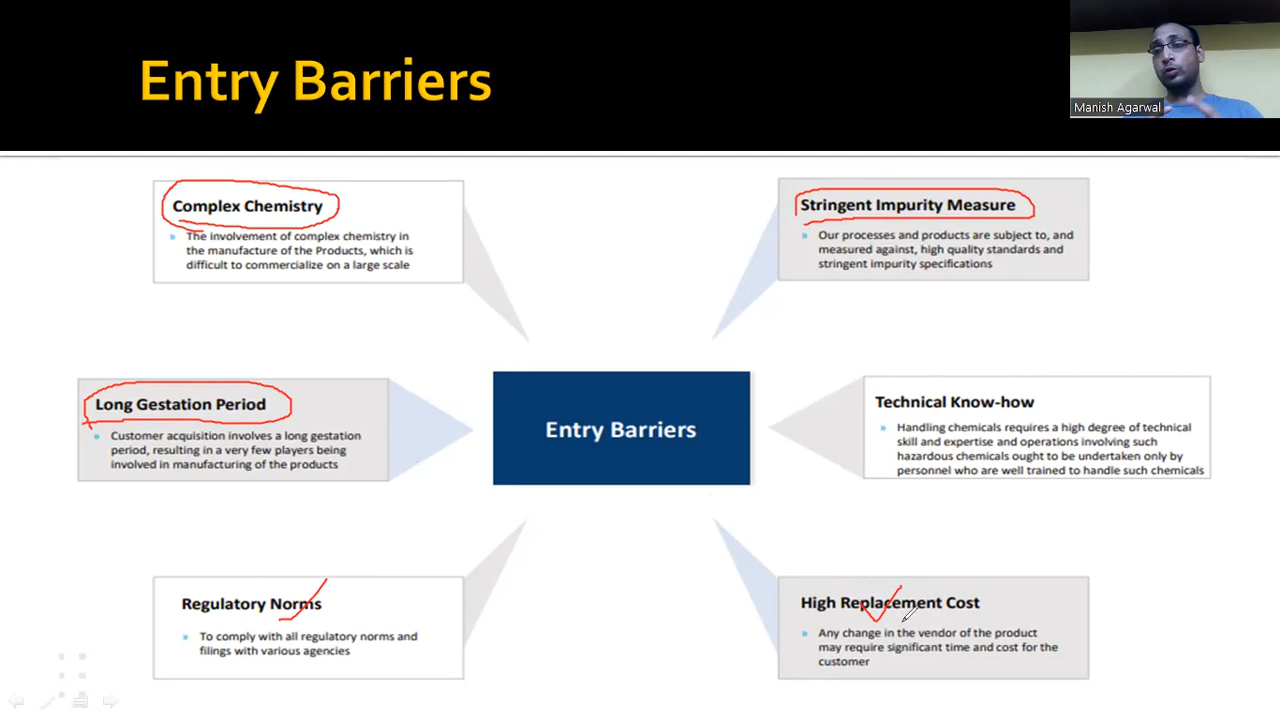 Entry Barriers
Manish Agarwal
Complex Chemistry
» The involvement of complex chemistry in
the manufacture of the Products, which is
difficult to commercialize on a large scale
Stringent Impurity Measure
» Our processes and products are subject to, and
measured against, high quality standards and
stringent impurity specifications
Long Gestation Period
» Customer acquisition involves a long gestation
period, resulting in a very few players being
involved in manufacturing of the products
Entry Barriers
Technical Know-how
» Handling chemicals requires a high degree of technical
skill and expertise and operations involving such
hazardous chemicals ought to be undertaken only by
personnel who are well trained to handle such chemicals
Regulatory Norms
» To comply with all regulatory norms and
filings with various agencies
High Replacement Cost
» Any change in the vendor of the product
may require significant time and cost for the
customer